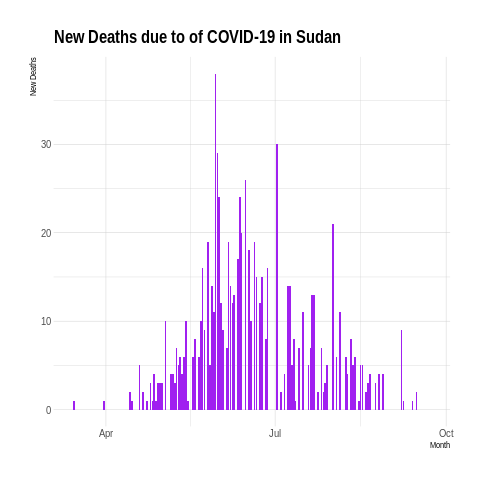 New Deaths due to of COVID-19 in Sudan
New Deaths
30
20
10
0
Apr
Jul
Oct
Month